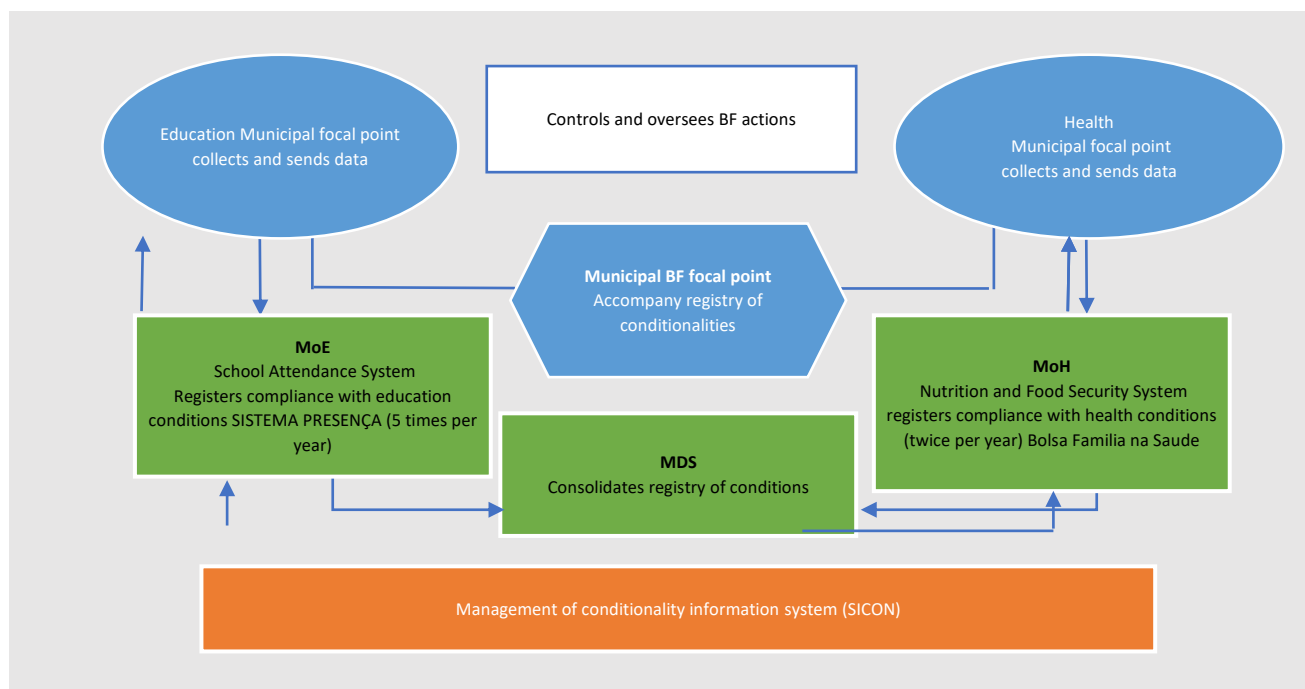 Education Municipal focal point
collects and sends data
Controls and oversees BF actions
Health
Municipal focal point
collects and sends data
Municipal BF focal point
Accompany registry of
conditionalities
MoE
School Attendance System
Registers compliance with education
conditions SISTEMA PRESENÇA (5 times per
year)
MoH
Nutrition and Food Security System
registers compliance with health conditions
(twice per year) Bolsa Familia na Saude
MDS
Consolidates registry of conditions
Management of conditionality information system (SICON)